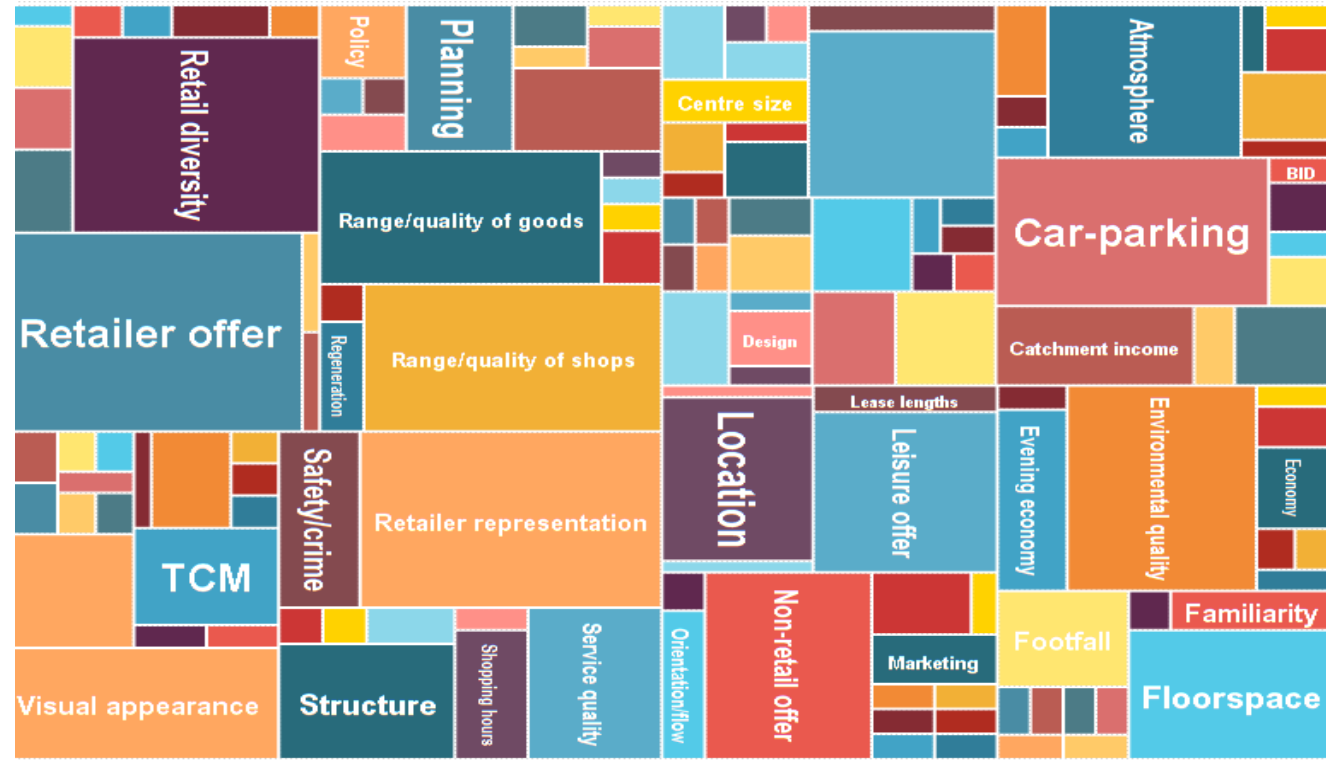 Policy
Planning
Retail diversity
Range/quality of goods
Retailer offer
Regeneration
Range/quality of shops
Safety/crime
Retailer representation
TCM
Visual appearance
Structure
Shopping hours
Service quality
Centre size
Atmosphere
BID
Car-parking
Design
Catchment income
Lease lengths
Location
Leisure offer
Evening economy
Environmental quality
Economy
Orientation/flow
Non-retail offer
Marketing
Footfall
Familiarity
Floorspace